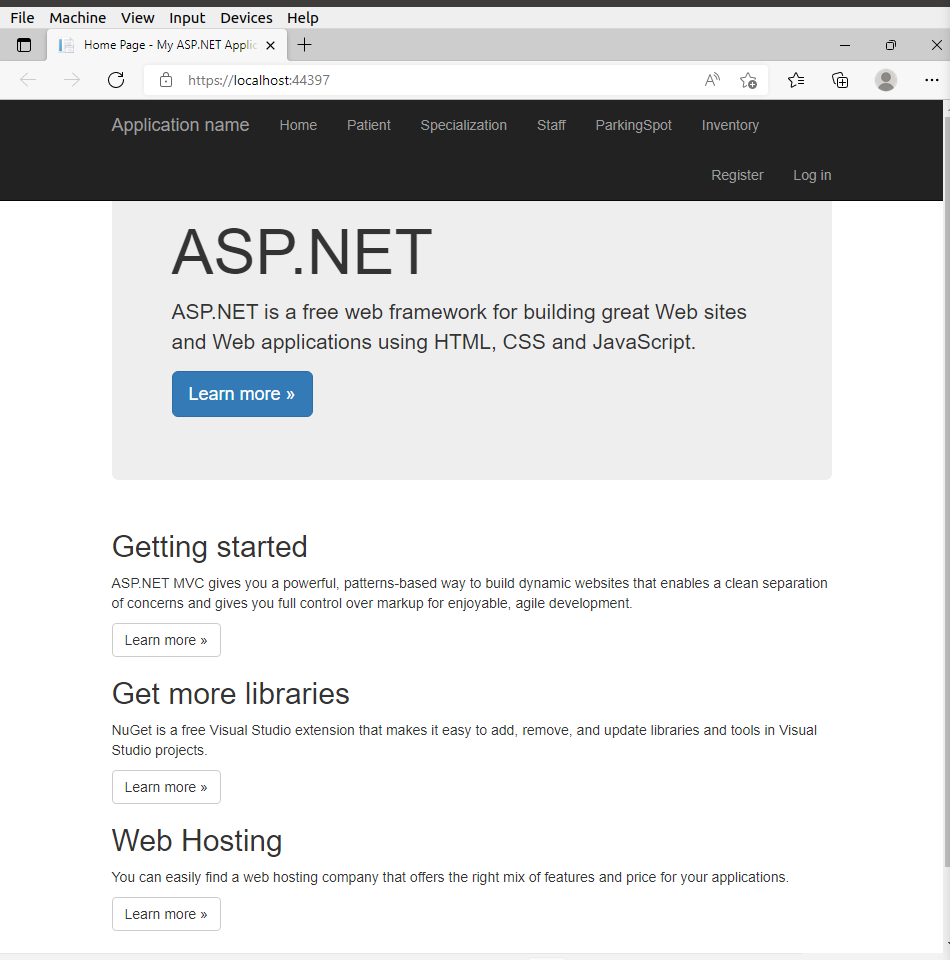 File Machine View Input Devices Help
Home Page - My ASP.NET Applic
https://localhost:44397
Application name Home Patient Specialization Staff ParkingSpot Inventory
Register Log in
ASP.NET
ASP.NET is a free web framework for building great Web sites
and Web applications using HTML, CSS and JavaScript.
Learn more »
Getting started
ASP.NET MVC gives you a powerful, patterns-based way to build dynamic websites that enables a clean separation
of concerns and gives you full control over markup for enjoyable, agile development.
Learn more »
Get more libraries
NuGet is a free Visual Studio extension that makes it easy to add, remove, and update libraries and tools in Visual
Studio projects.
Learn more »
Web Hosting
You can easily find a web hosting company that offers the right mix of features and price for your applications.
Learn more »